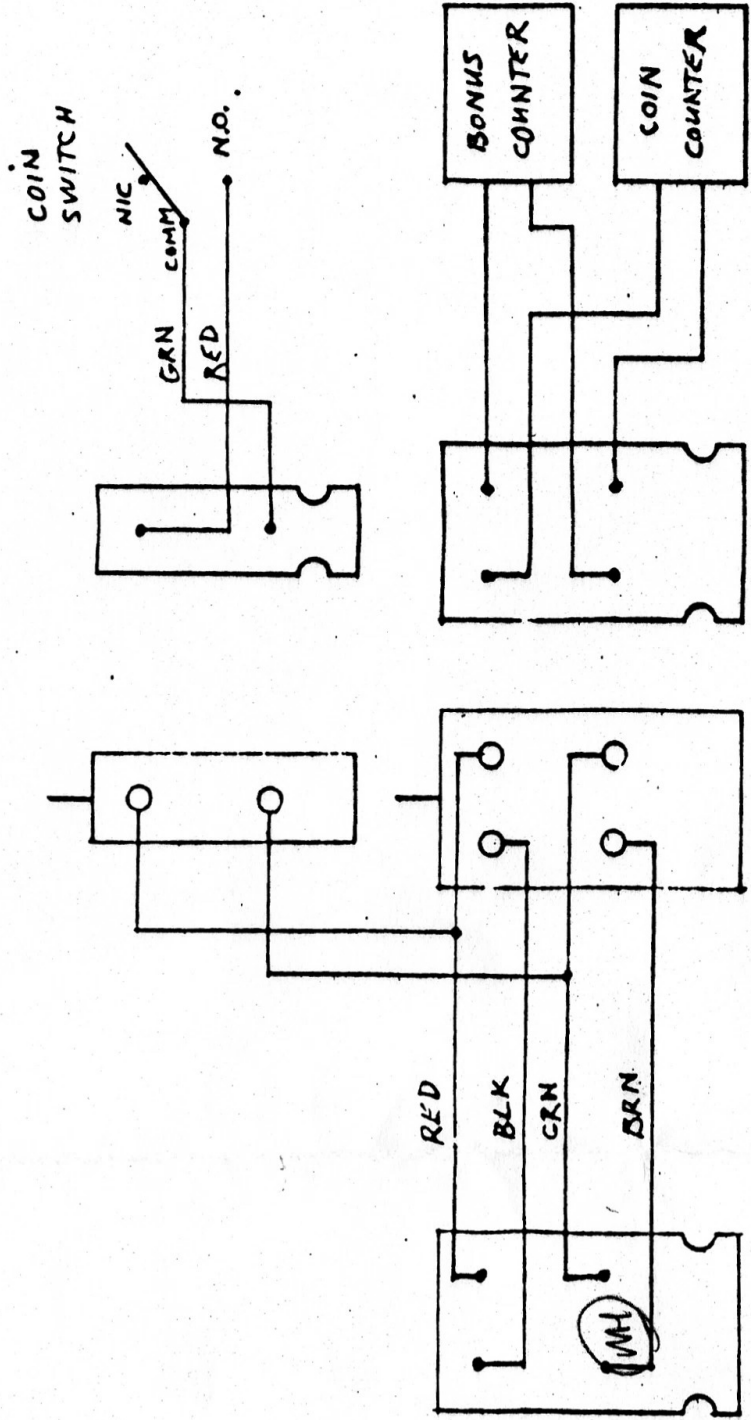 COIN
SWITCH
N/C
COMM
N.O.
GRN
RED
BONUS
COUNTER
COIN
COUNTER
RED
BLK
GRN
BRN
WH